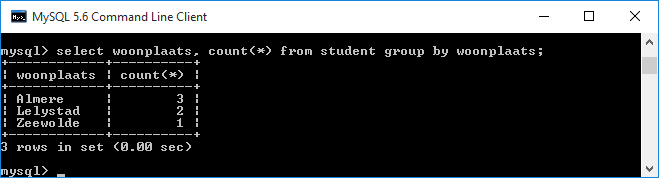 MySQL 5.6 Command Line Client
mysql> select woonplaats, count(*) from student group by woonplaats;
+------------+----------+
| woonplaats | count(*) |
+------------+----------+
| Almere     |        3 |
| Lelystad   |        2 |
| Zeewolde   |        1 |
+------------+----------+
3 rows in set (0.00 sec)
mysql> _